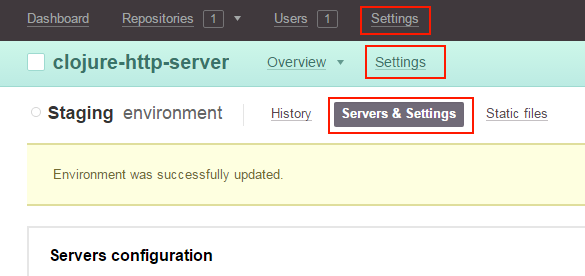 Dashboard Repositories 1 Users 1 Settings
clojure-http-server Overview Settings
Staging environment History Servers & Settings Static files
Environment was successfully updated.
Servers configuration